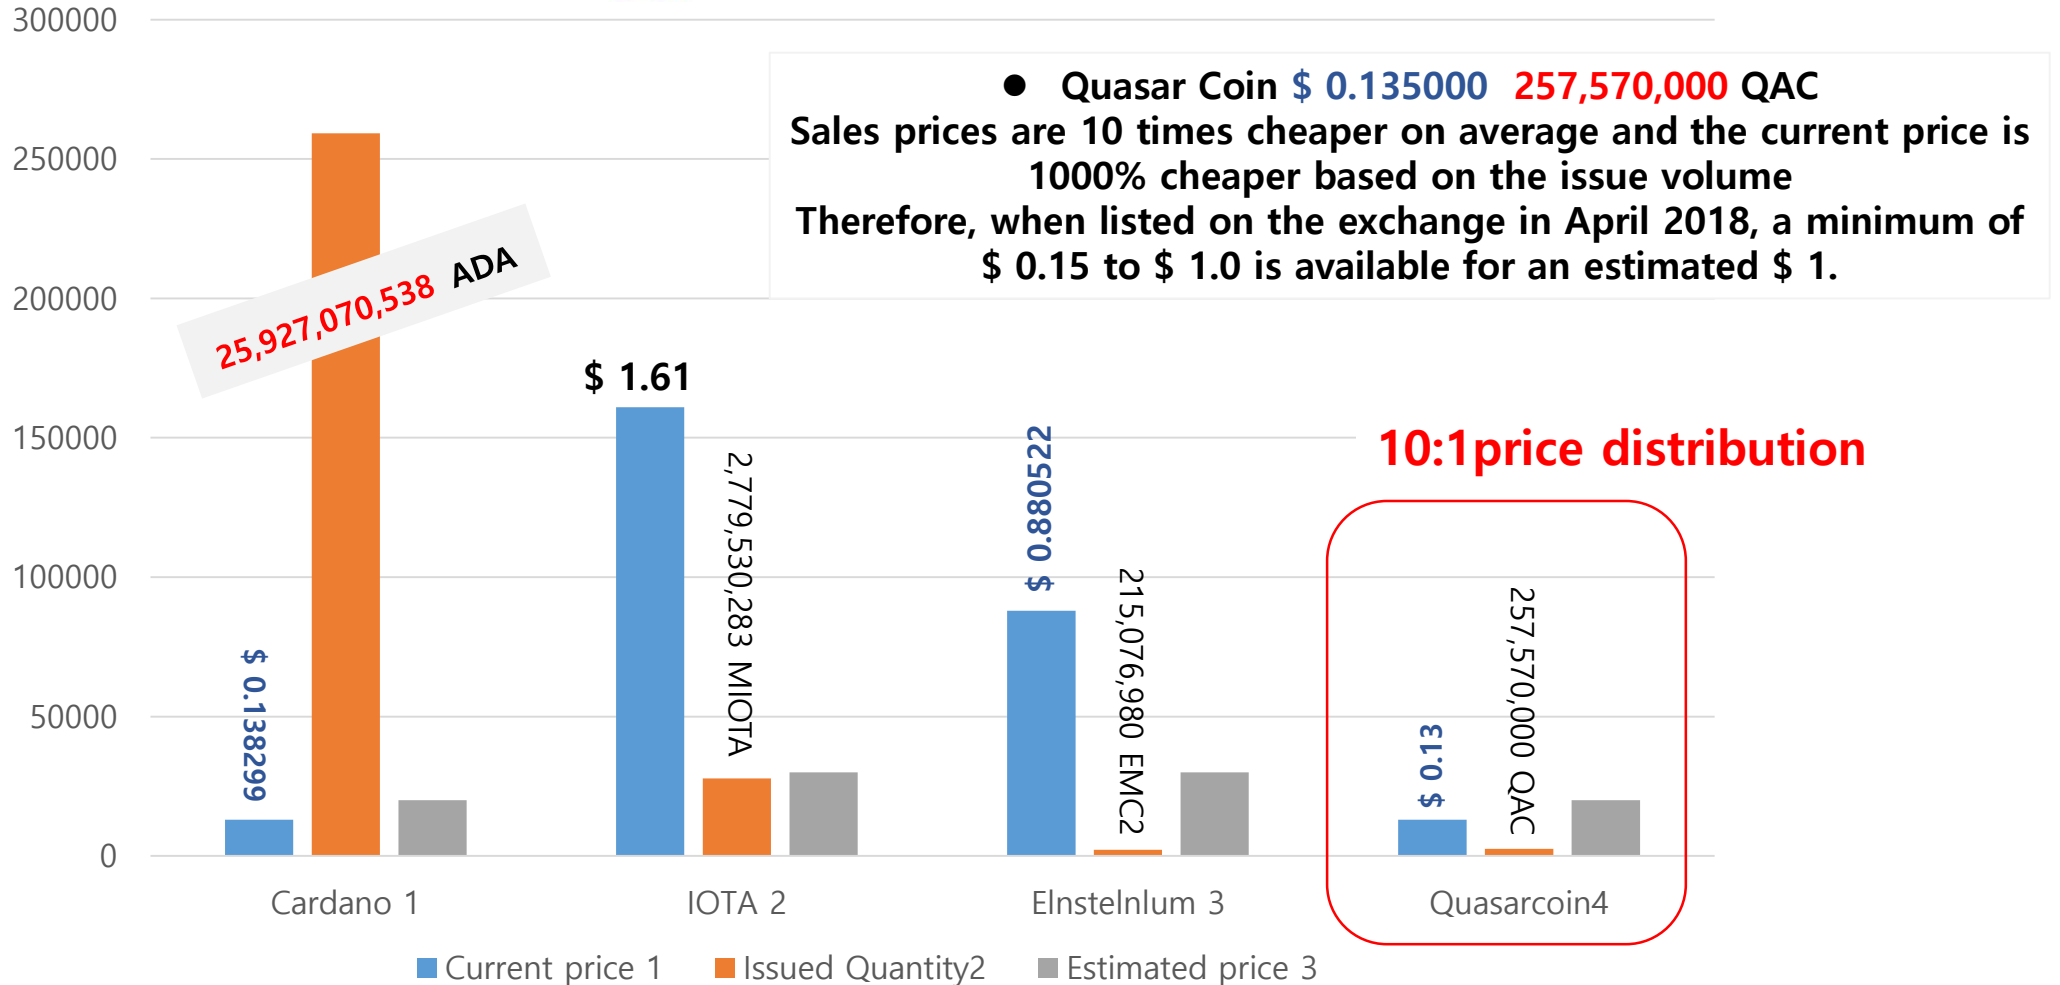 300000
● Quasar Coin $ 0.135000 257,570,000 QAC
Sales prices are 10 times cheaper on average and the current price is
1000% cheaper based on the issue volume
Therefore, when listed on the exchange in April 2018, a minimum of
$ 0.15 to $ 1.0 is available for an estimated $ 1.
250000
200000
150000
100000
50000
0
25,927,070,538 ADA
$ 0.138299
$ 1.61
2,779,530,283 MIOTA
$ 0.880522
215,076,980 EMC2
10:1price distribution
$ 0.13
257,570,000 QAC
Cardano 1
IOTA 2
EInsteInIum 3
Quasarcoin4
Current price 1
Issued Quantity2
Estimated price 3